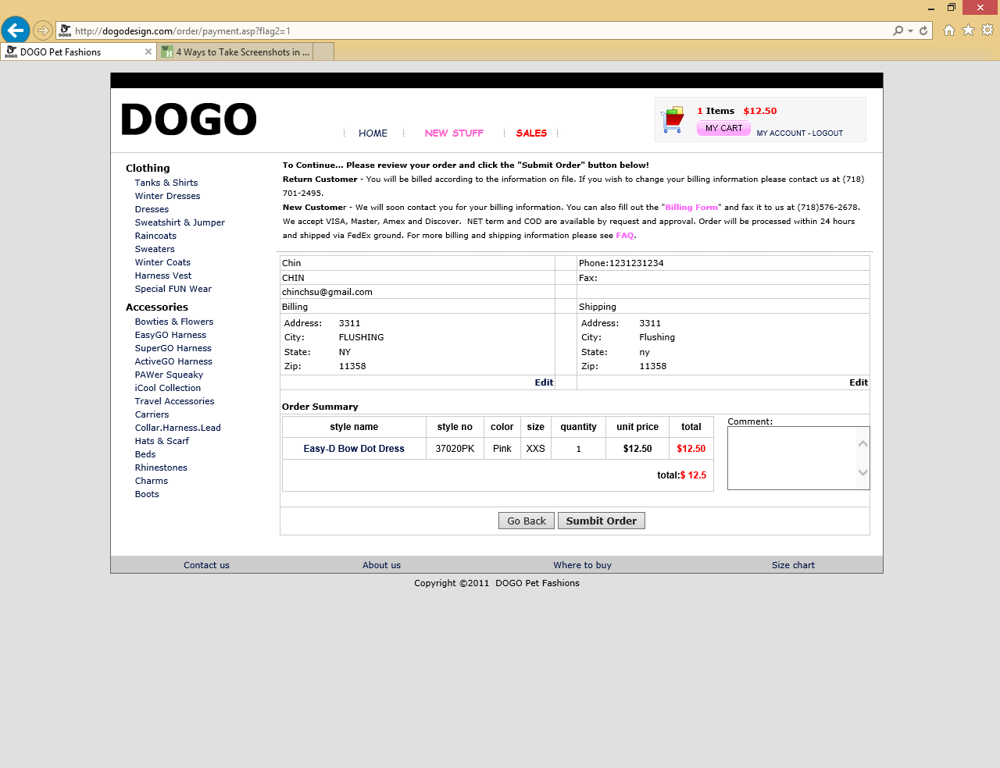 http://dogodesign.com/order/payment.asp?flag2=1
DOGO Pet Fashions
4 Ways to Take Screenshots in ...
DOGO
HOME
NEW STUFF
SALES
1 Items $12.50
MY CART
MY ACCOUNT - LOGOUT
Clothing
Tanks & Shirts
Winter Dresses
Dresses
Sweatshirt & Jumper
Raincoats
Sweaters
Winter Coats
Harness Vest
Special FUN Wear
Accessories
Bowties & Flowers
EasyGO Harness
SuperGO Harness
ActiveGO Harness
PAWer Squeaky
iCool Collection
Travel Accessories
Carriers
Collar.Harness.Lead
Hats & Scarf
Beds
Rhinestones
Charms
Boots
To Continue... Please review your order and click the "Submit Order" button below!
Return Customer - You will be billed according to the information on file. If you wish to change your billing information please contact us at (718)
701-2495.
New Customer - We will soon contact you for your billing information. You can also fill out the "Billing Form" and fax it to us at (718)576-2678.
We accept VISA, Master, Amex and Discover. NET term and COD are available by request and approval. Order will be processed within 24 hours
and shipped via FedEx ground. For more billing and shipping information please see FAQ.
Chin Phone:1231231234
CHIN Fax:
chinchsu@gmail.com
Billing Shipping
Address: 3311 Address: 3311
City: FLUSHING City: Flushing
State: NY State: ny
Zip: 11358 Zip: 11358
Edit Edit
Order Summary
style name style no color size quantity unit price total
Easy-D Bow Dot Dress 37020PK Pink XXS 1 $12.50 $12.50
total:$ 12.5
Comment:
Go Back Sumbit Order
Contact us About us Where to buy Size chart
Copyright ©2011 DOGO Pet Fashions